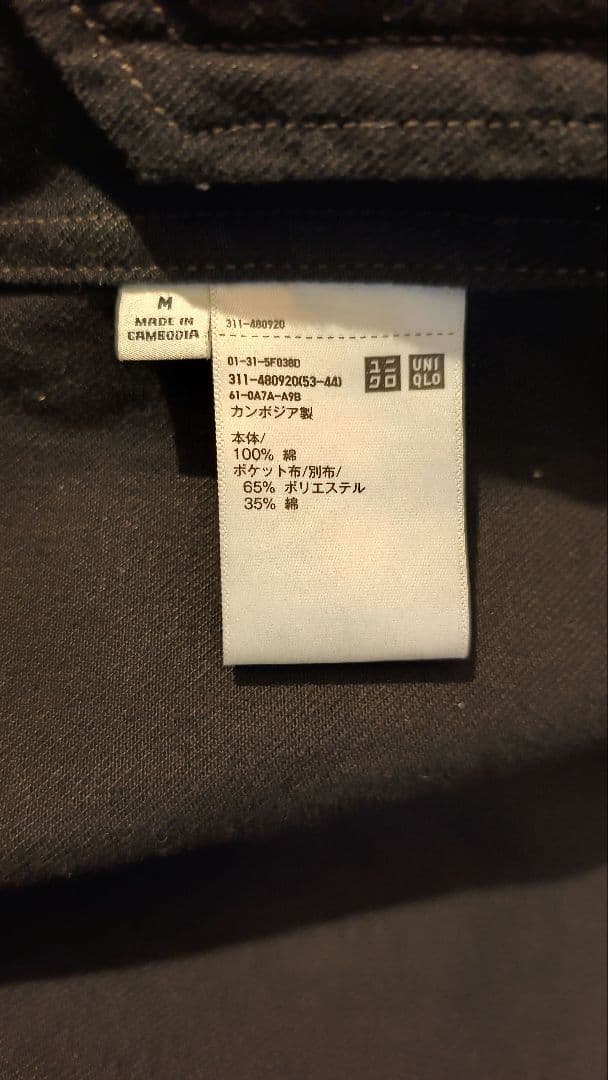 M
MADE IN
CAMBODIA
311-480920
01-31-5F038D
311-480920(53-44)
61-0A7A-A9B
ユニ
クロ
UNI
QLO
カンボジア製
本体/
100% 綿
ポケット布/別布/
65% ポリエステル
35% 綿